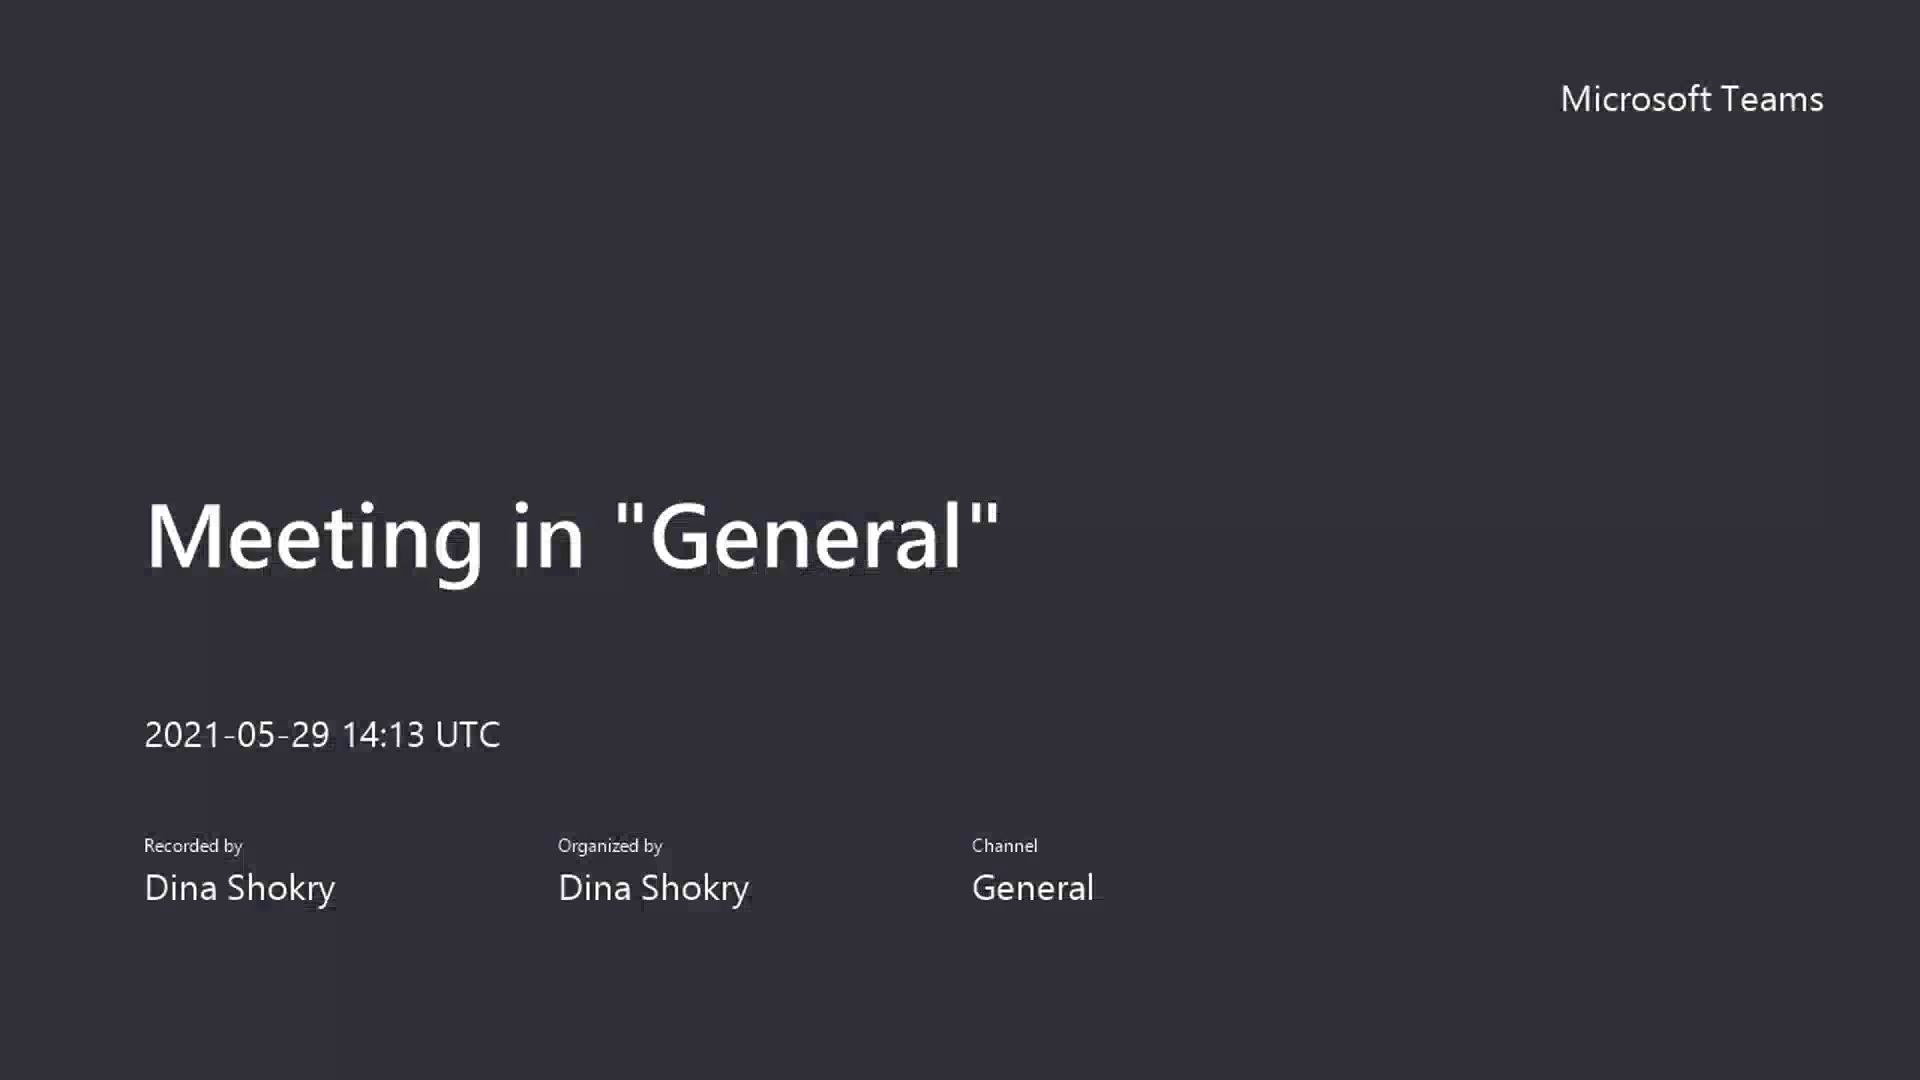 Microsoft Teams
Meeting in "General"
2021-05-29 14:13 UTC
Recorded by
Dina Shokry
Organized by
Dina Shokry
Channel
General